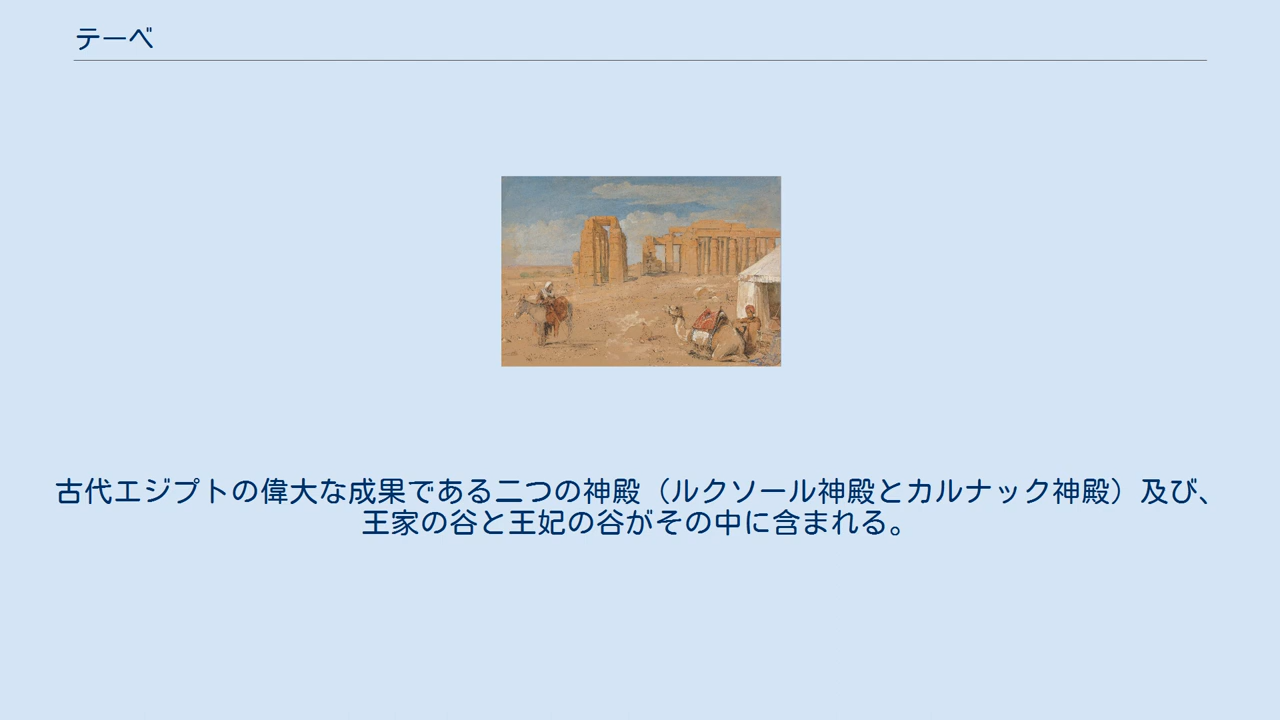 テーベ
古代エジプトの偉大な成果である二つの神殿（ルクソール神殿とカルナック神殿）及び、
王家の谷と王妃の谷がその中に含まれる。